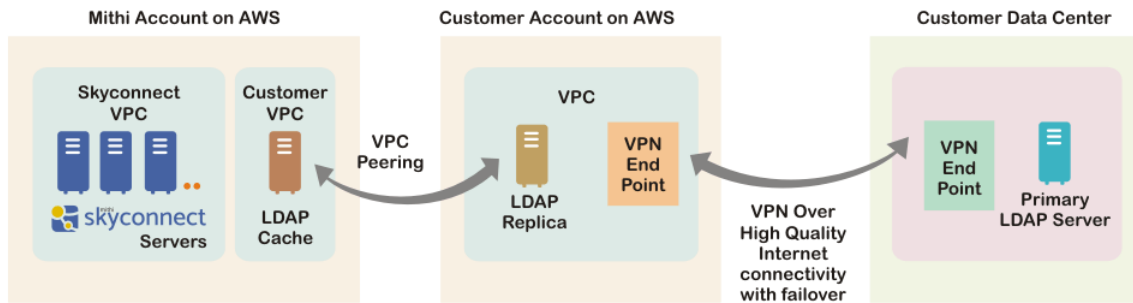 Mithi Account on AWS
Customer Account on AWS
Customer Data Center
Skyconnect
VPC
Customer
VPC
mithi
skyconnect
Servers
LDAP
Cache
VPC
Peering
VPC
LDAP
Replica
VPN
End
Point
VPN Over
High Quality
Internet
connectivity
with failover
VPN
End
Point
Primary
LDAP Server